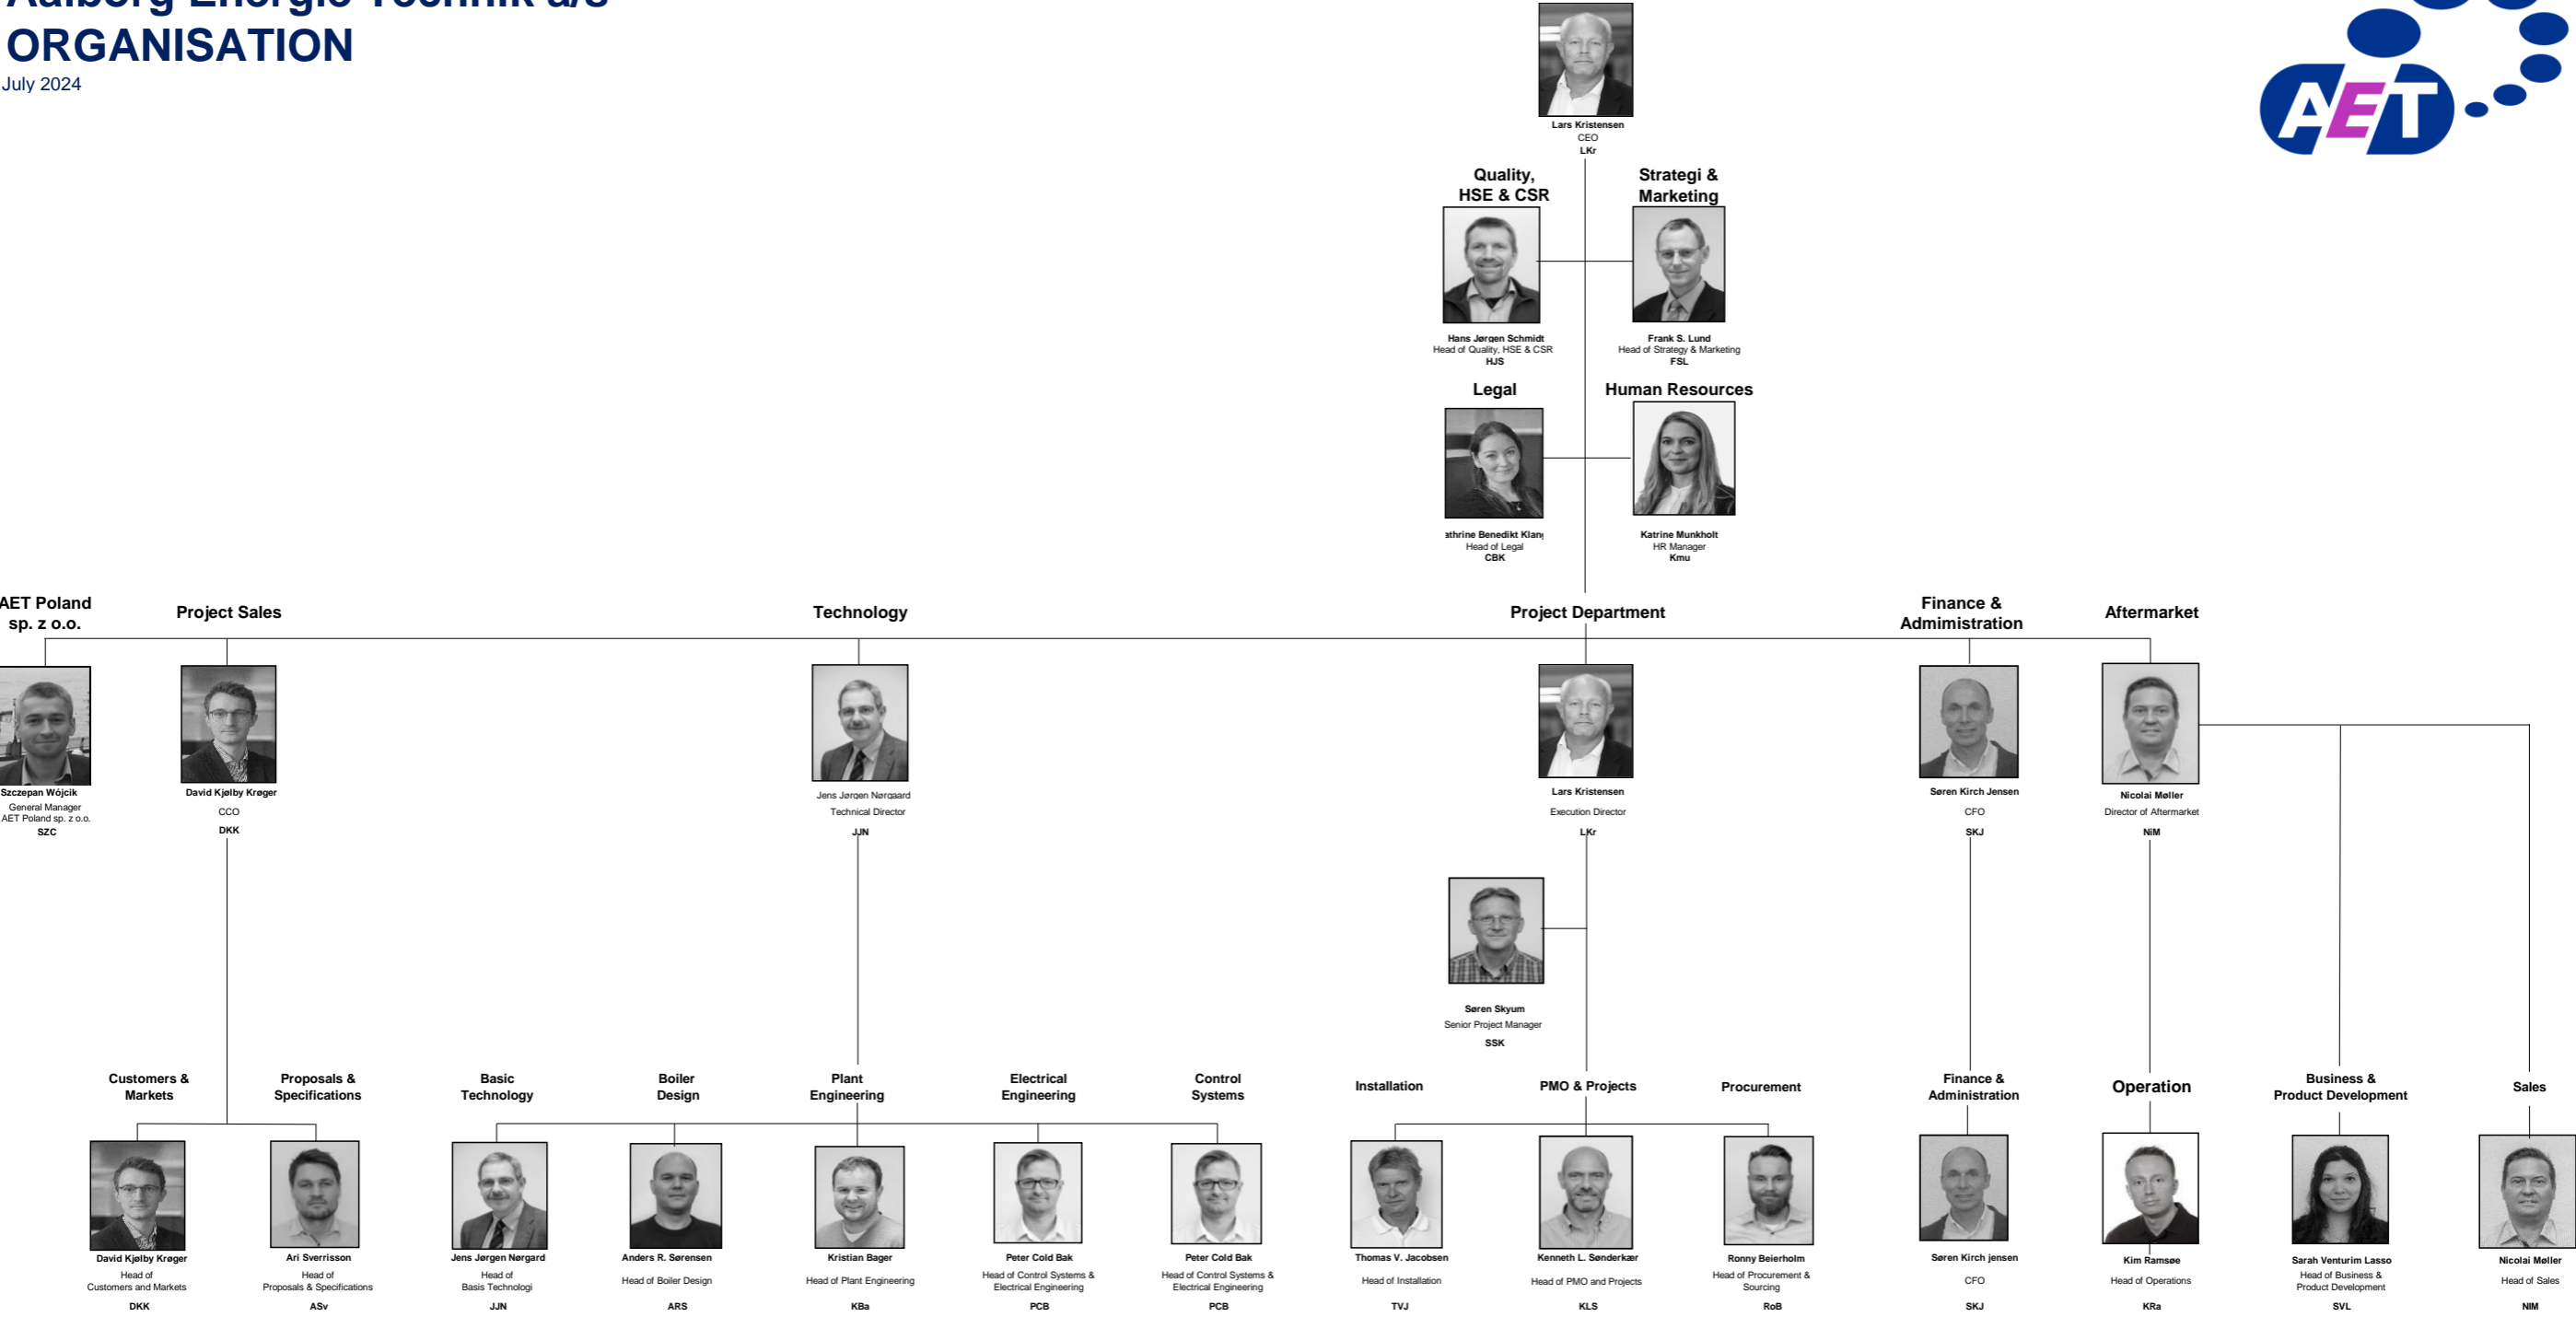 Aalborg Energie Technik a/s
ORGANISATION
July 2024
AET
Lars Kristensen
CEO
LKr
Quality,
HSE & CSR
Hans Jørgen Schmidt
Head of Quality, HSE & CSR
HJS
Strategi &
Marketing
Frank S. Lund
Head of Strategy & Marketing
FSL
Legal
athrine Benedikt Klang
Head of Legal
CBK
Human Resources
Katrine Munkholt
HR Manager
Kmu
AET Poland
sp. z o.o.
Szczepan Wójcik
General Manager
AET Poland sp. z o.o.
SZC
Project Sales
David Kjølby Krøger
CCO
DKK
Technology
Jens Jørgen Nørgaard
Technical Director
JJN
Project Department
Lars Kristensen
Execution Director
LKr
Finance &
Admimistration
Søren Kirch Jensen
CFO
SKJ
Aftermarket
Nicolai Møller
Director of Aftermarket
NiM
Søren Skyum
Senior Project Manager
SSK
Customers &
Markets
David Kjølby Krøger
Head of
Customers and Markets
DKK
Proposals &
Specifications
Ari Sverrisson
Head of
Proposals & Specifications
ASv
Basic
Technology
Jens Jørgen Nørgard
Head of
Basis Technologi
JJN
Boiler
Design
Anders R. Sørensen
Head of Boiler Design
ARS
Plant
Engineering
Kristian Bager
Head of Plant Engineering
KBa
Electrical
Engineering
Peter Cold Bak
Head of Control Systems &
Electrical Engineering
PCB
Control
Systems
Peter Cold Bak
Head of Control Systems &
Electrical Engineering
PCB
Installation
Thomas V. Jacobsen
Head of Installation
TVJ
PMO & Projects
Kenneth L. Sønderkær
Head of PMO and Projects
KLS
Procurement
Ronny Beierholm
Head of Procurement &
Sourcing
RoB
Finance &
Administration
Søren Kirch jensen
CFO
SKJ
Operation
Kim Ramsøe
Head of Operations
KRa
Business &
Product Development
Sarah Venturim Lasso
Head of Business &
Product Development
SVL
Sales
Nicolai Møller
Head of Sales
NIM